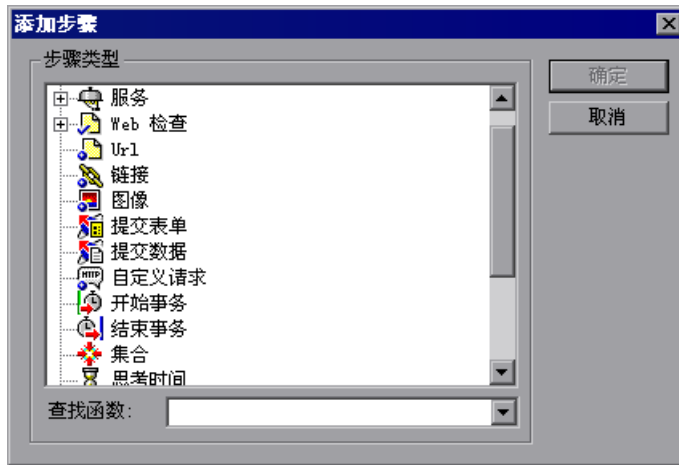 添加步骤
步骤类型
服务
Web 检查
Url
链接
图像
提交表单
提交数据
HTTP
自定义请求
开始事务
结束事务
集合
思考时间
查找函数:
确定
取消